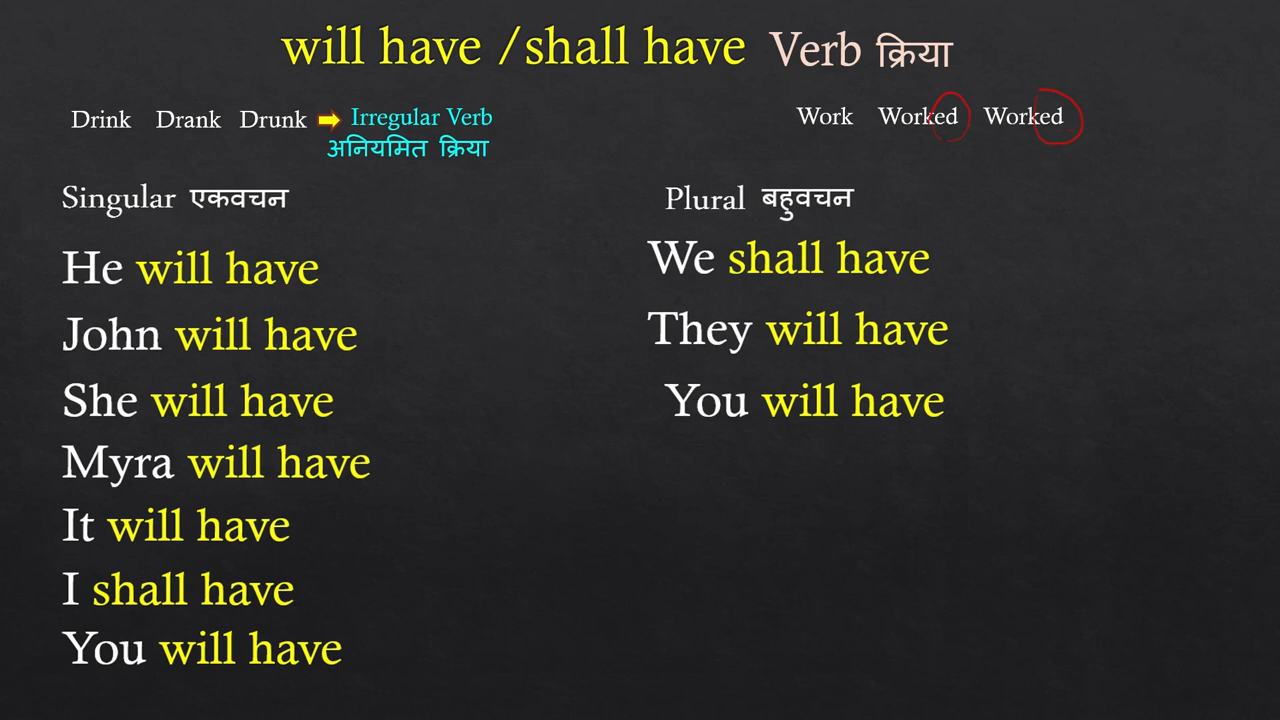 will have /shall have Verb क्रिया
Drink Drank Drunk Irregular Verb
अनियमित क्रिया
Work Worked Worked
Singular एकवचन
He will have
John will have
She will have
Myra will have
It will have
I shall have
You will have
Plural बहुवचन
We shall have
They will have
You will have